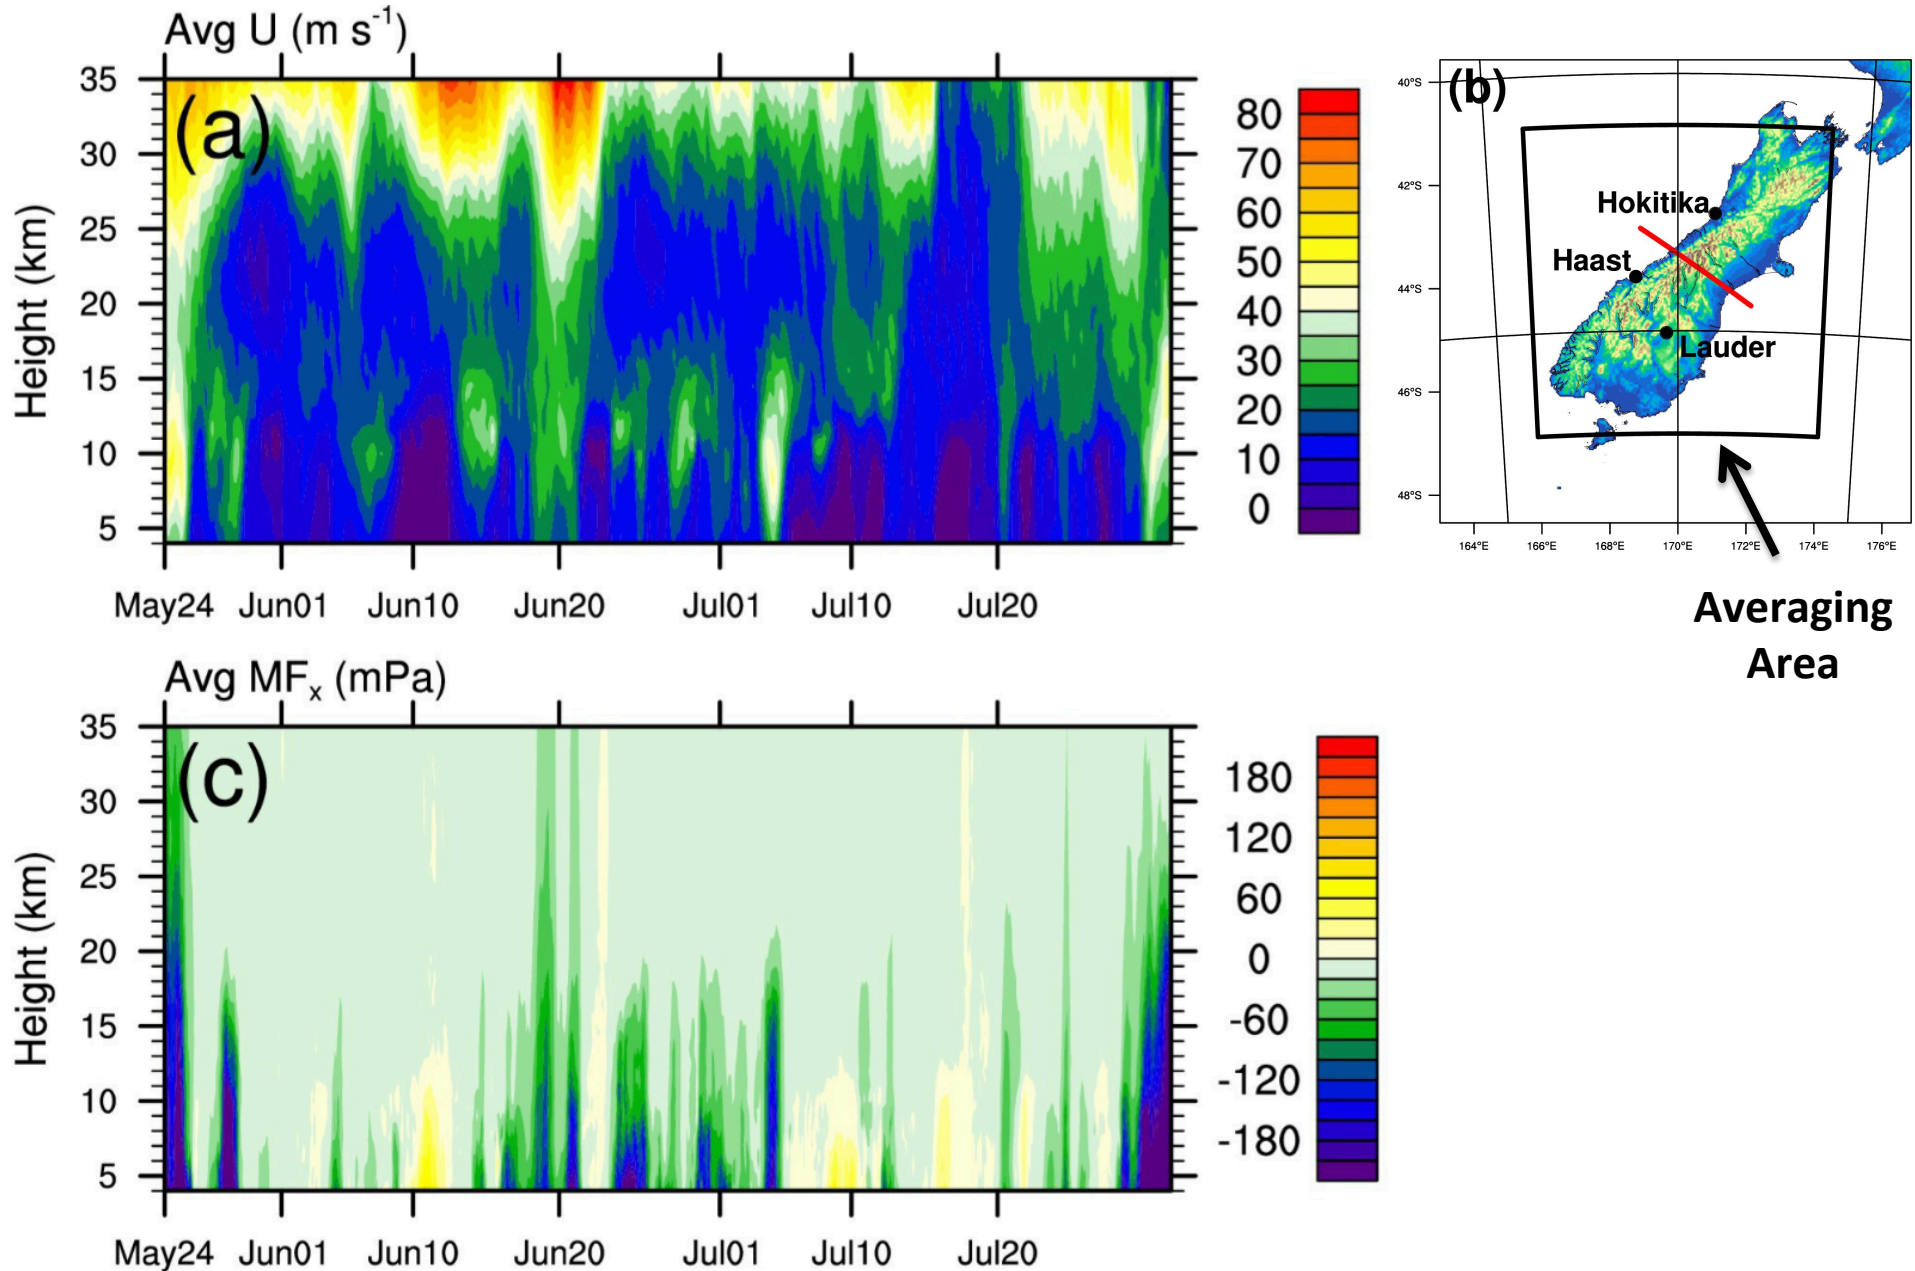 Avg U (m s-1)
(a)
35
30
25
20
15
10
5
Height (km)
May24 Jun01 Jun10 Jun20 Jul01 Jul10 Jul20
80
70
60
50
40
30
20
10
0
(b)
40°S
42°S
44°S
46°S
48°S
Hokitika
Haast
Lauder
164°E 166°E 168°E 170°E 172°E 174°E 176°E
Averaging
Area
Avg MFx (mPa)
(c)
35
30
25
20
15
10
5
Height (km)
May24 Jun01 Jun10 Jun20 Jul01 Jul10 Jul20
180
120
60
0
-60
-120
-180